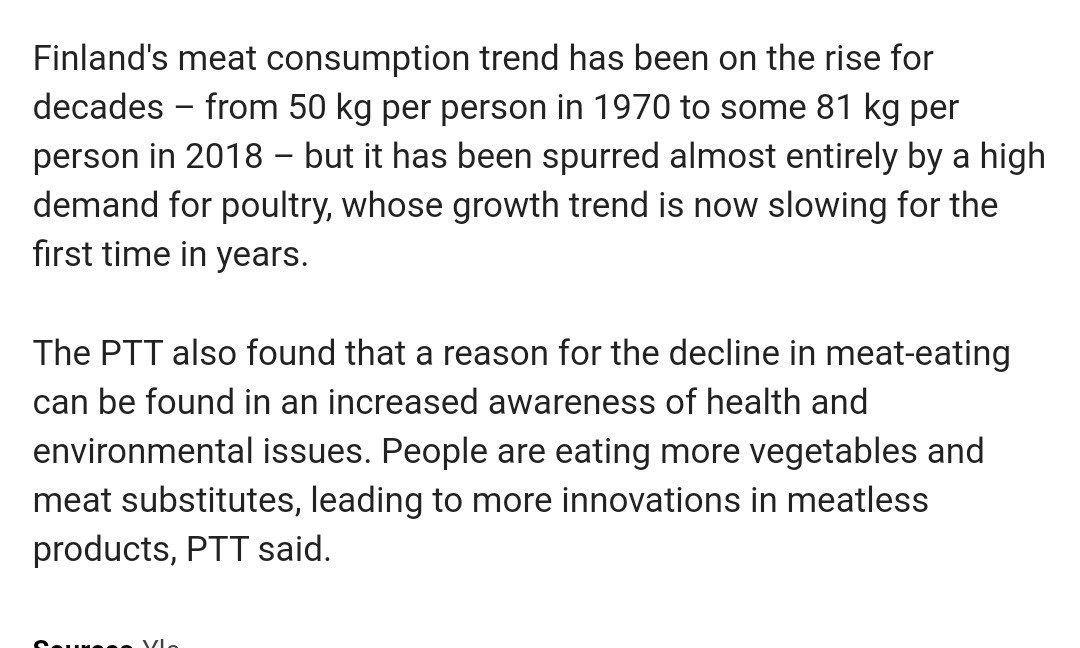 Finland's meat consumption trend has been on the rise for
decades – from 50 kg per person in 1970 to some 81 kg per
person in 2018 – but it has been spurred almost entirely by a high
demand for poultry, whose growth trend is now slowing for the
first time in years.
The PTT also found that a reason for the decline in meat-eating
can be found in an increased awareness of health and
environmental issues. People are eating more vegetables and
meat substitutes, leading to more innovations in meatless
products, PTT said.
Sources Yle